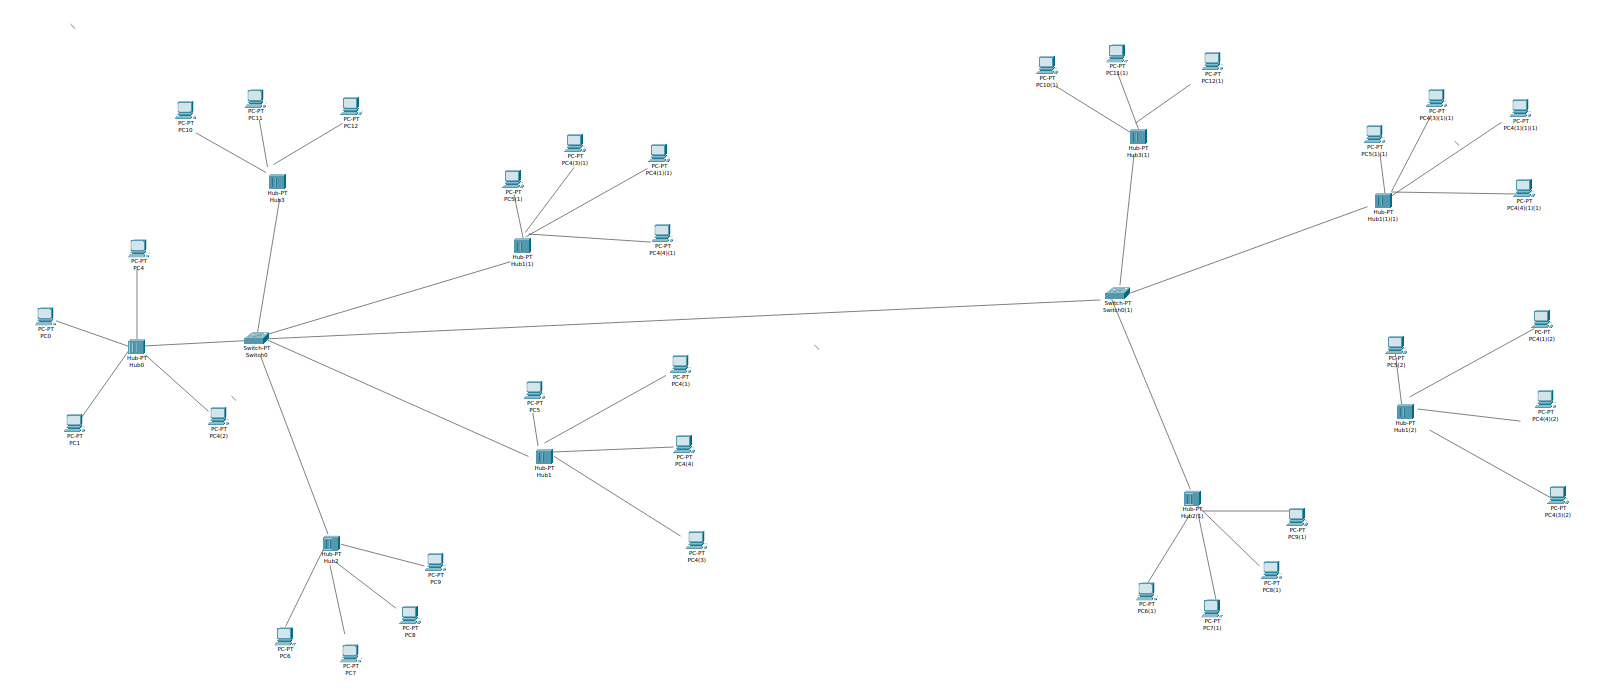 PC-PT
PC10
PC-PT
PC11
PC-PT
PC12
Hub-PT
Hub3
PC-PT
PC4(3)(1)
PC-PT
PC4(1)(1)
PC-PT
PC5(1)
PC-PT
PC4(4)(1)
Hub-PT
Hub1(1)
PC-PT
PC4
PC-PT
PC0
Hub-PT
Hub0
Switch-PT
Switch0
PC-PT
PC1
PC-PT
PC4(2)
PC-PT
PC4(1)
PC-PT
PC5
PC-PT
PC4(4)
Hub-PT
Hub1
PC-PT
PC4(3)
Hub-PT
Hub2
PC-PT
PC9
PC-PT
PC8
PC-PT
PC6
PC-PT
PC7
PC-PT
PC10(1)
PC-PT
PC11(1)
PC-PT
PC12(1)
Hub-PT
Hub3(1)
PC-PT
PC4(3)(1)(1)
PC-PT
PC4(1)(1)(1)
PC-PT
PC5(1)(1)
PC-PT
PC4(4)(1)(1)
Hub-PT
Hub1(1)(1)
Switch-PT
Switch0(1)
PC-PT
PC4(1)(2)
PC-PT
PC5(2)
PC-PT
PC4(4)(2)
Hub-PT
Hub1(2)
PC-PT
PC4(3)(2)
Hub-PT
Hub2(1)
PC-PT
PC9(1)
PC-PT
PC8(1)
PC-PT
PC6(1)
PC-PT
PC7(1)